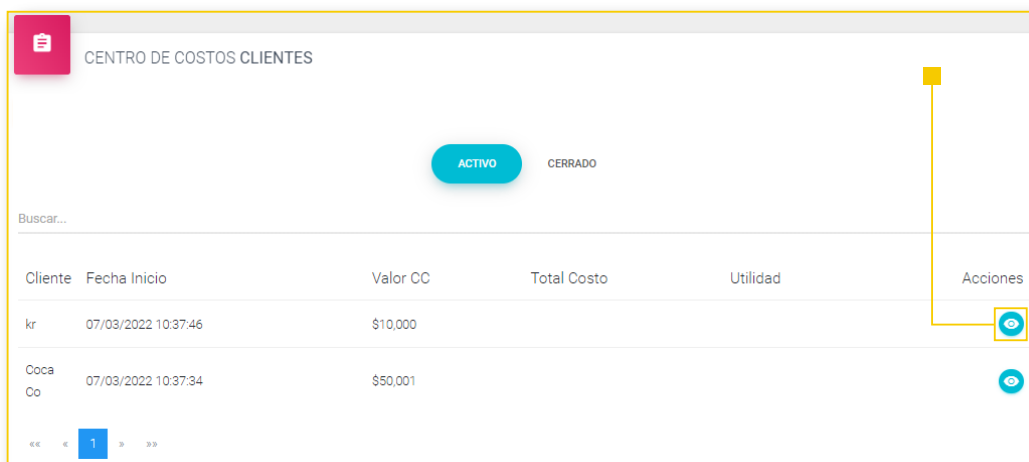 CENTRO DE COSTOS CLIENTES
ACTIVO CERRADO
Buscar...
Cliente Fecha Inicio Valor CC Total Costo Utilidad Acciones
kr 07/03/2022 10:37:46 $10,000
Coca
Co 07/03/2022 10:37:34 $50,001
«« « 1 » »»